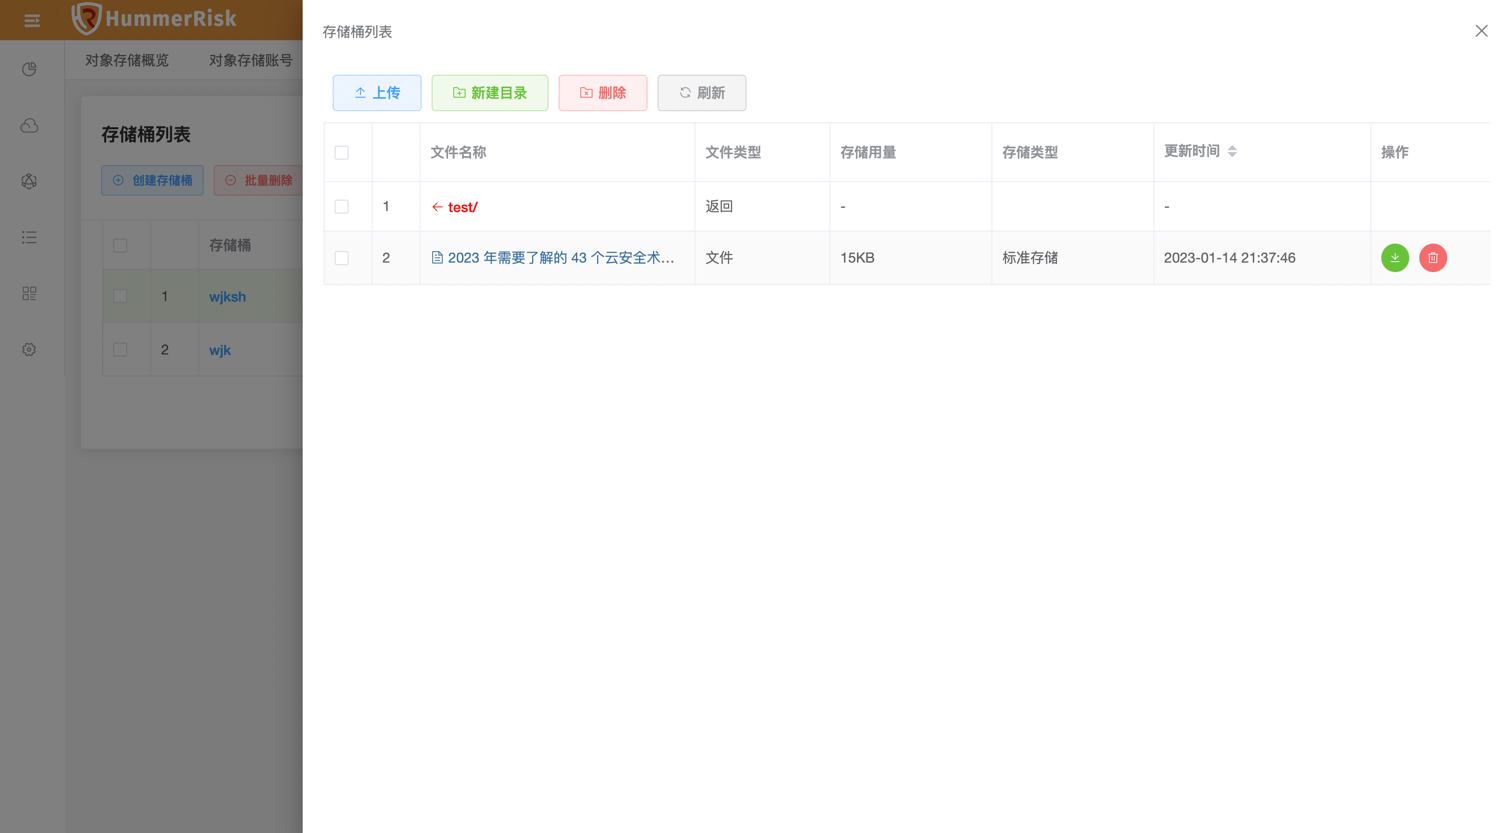 HummerRisk
对象存储概览
对象存储账号
存储桶列表
创建存储桶
批量删除
存储桶
1
wjksh
2
wjk
存储桶列表
上传
新建目录
删除
刷新
文件名称
文件类型
存储用量
存储类型
更新时间
操作
1
test/
返回
-
-
2
2023 年需要了解的 43 个云安全术...
文件
15KB
标准存储
2023-01-14 21:37:46